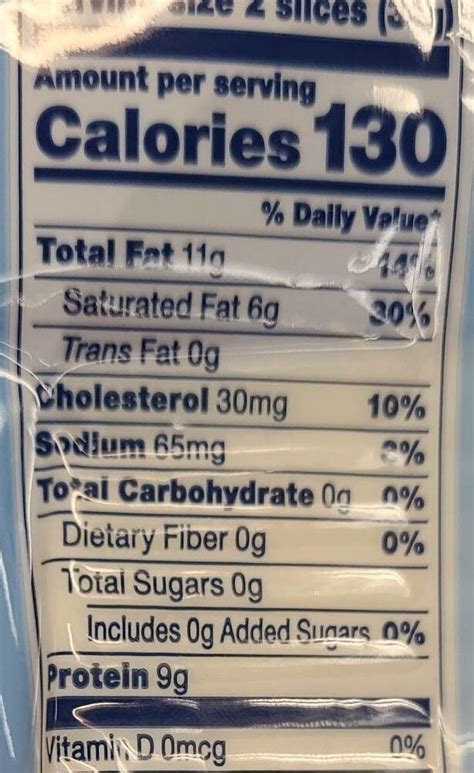 size 2 slices
Amount per serving
Calories 130
% Daily Value*
Total Fat 11g 14%
Saturated Fat 6g 30%
Trans Fat 0g
Cholesterol 30mg 10%
Sodium 65mg
Total Carbohydrate 0g 0%
Dietary Fiber 0g 0%
Total Sugars 0g
Includes 0g Added Sugars 0%
Protein 9g
Vitamin D 0mcg 0%